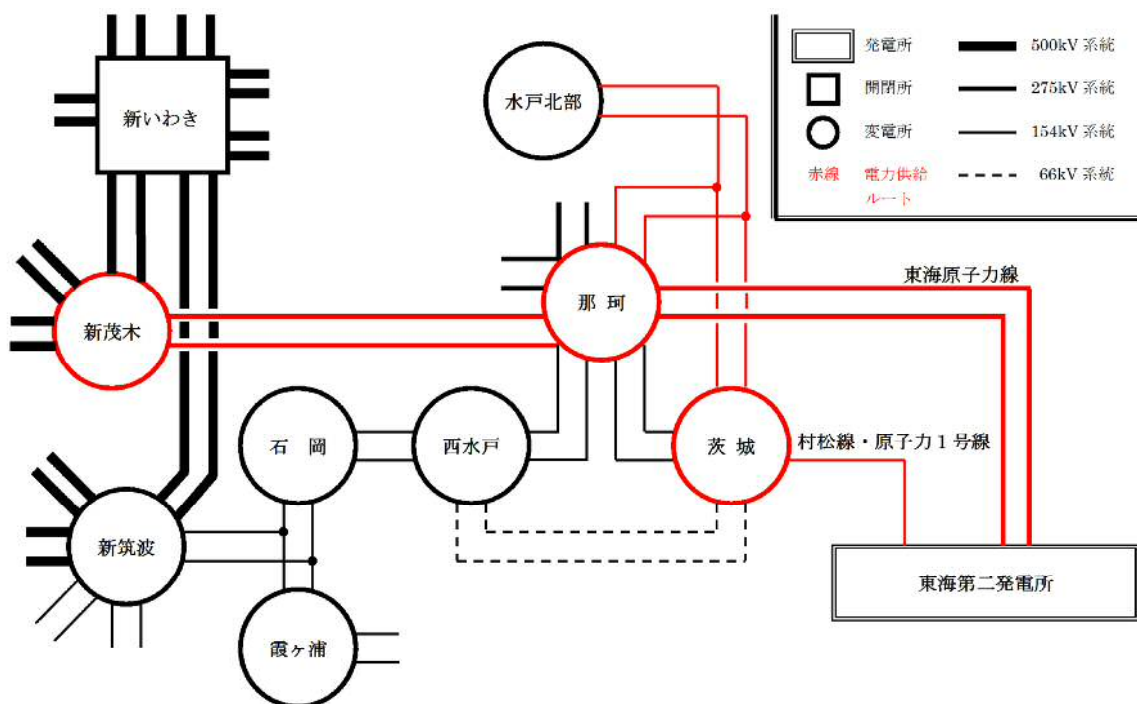 発電所
500kV 系統
開閉所
275kV 系統
変電所
154kV 系統
赤線
電力供給
ルート
66kV 系統
水戸北部
新いわき
東海原子力線
那 珂
新茂木
石 岡
西水戸
茨 城
村松線・原子力1号線
新筑波
東海第二発電所
霞ヶ浦